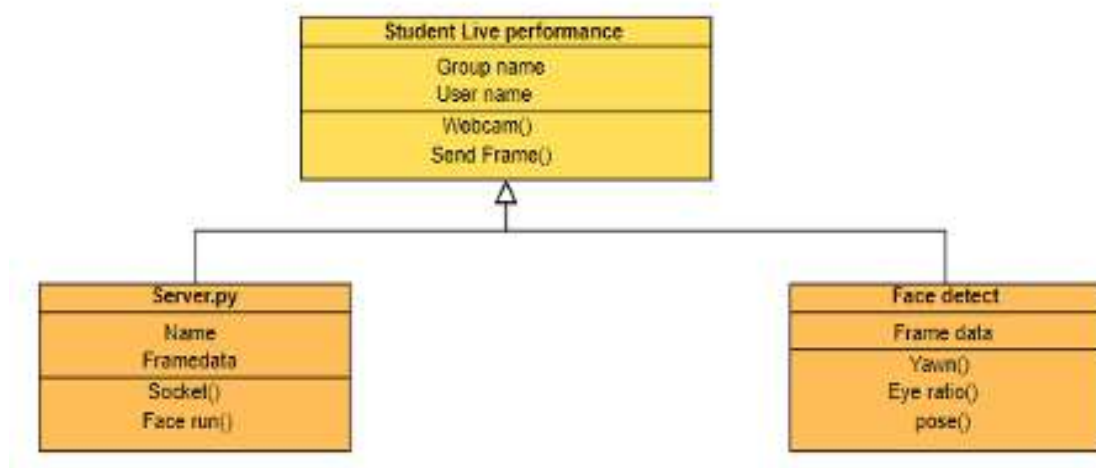 Student Live performance
Group name
User name
Webcam()
Send Frame()
Server.py
Name
Framedata
Socket()
Face run()
Face detect
Frame data
Yawn()
Eye ratio()
pose()